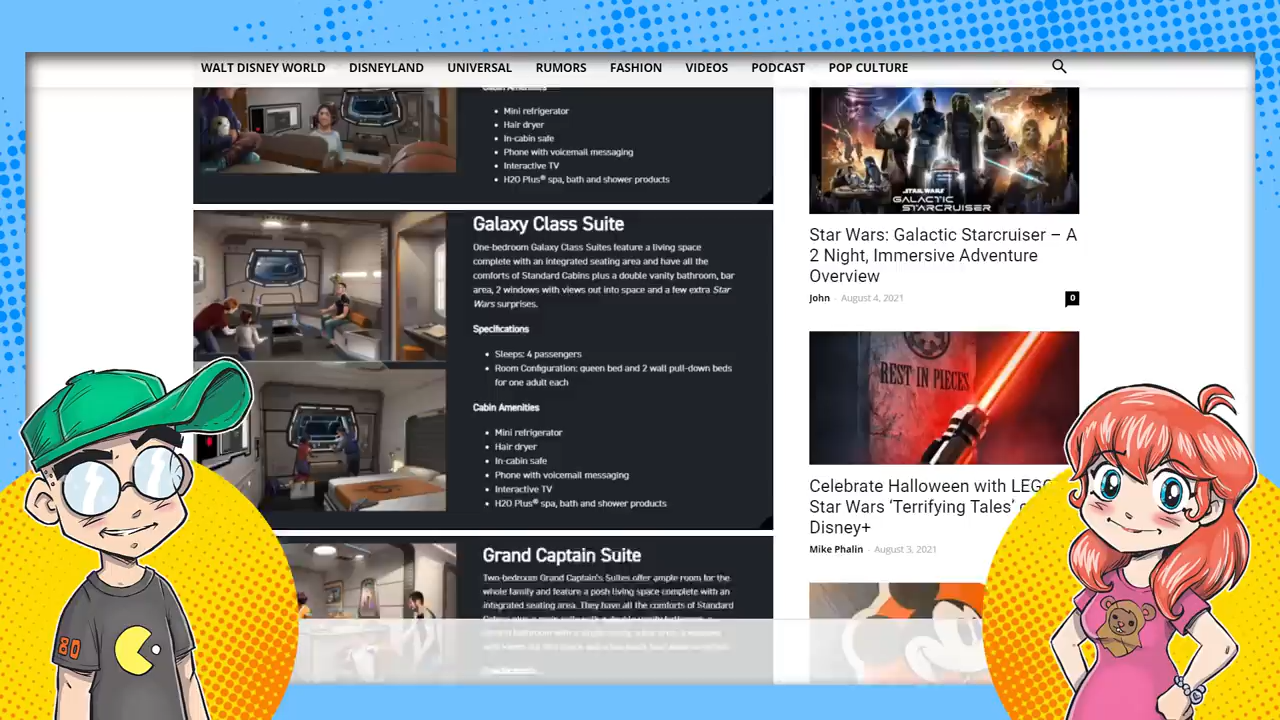 WALT DISNEY WORLD DISNEYLAND UNIVERSAL RUMORS FASHION VIDEOS PODCAST POP CULTURE
Cabin Amenities:
Mini refrigerator
Hair dryer
In-cabin safe
Phone with voicemail messaging
Interactive TV
H2O Plus® spa, bath and shower products
Galaxy Class Suite
One-bedroom Galaxy Class Suites feature a living space
complete with an integrated seating area and have all the
comforts of Standard Cabins plus a double vanity bathroom, bar
area, 2 windows with views out into space and a few extra Star
Wars surprises.
Specifications
Sleeps: 4 passengers
Room Configuration: queen bed and 2 wall pull-down beds
for one adult each
Cabin Amenities
Mini refrigerator
Hair dryer
In-cabin safe
Phone with voicemail messaging
Interactive TV
H2O Plus® spa, bath and shower products
Grand Captain Suite
Two-bedroom Grand Captain's Suites offer ample room for the
whole family and feature a posh living space complete with an
integrated seating area. They have all the comforts of Standard
STAR WARS
GALACTIC
STARCRUISER
Star Wars: Galactic Starcruiser – A
2 Night, Immersive Adventure
Overview
John - August 4, 2021
0
REST IN PIECES
Celebrate Halloween with LEGO
Star Wars 'Terrifying Tales'
Disney+
Mike Phalin - August 3, 2021
80